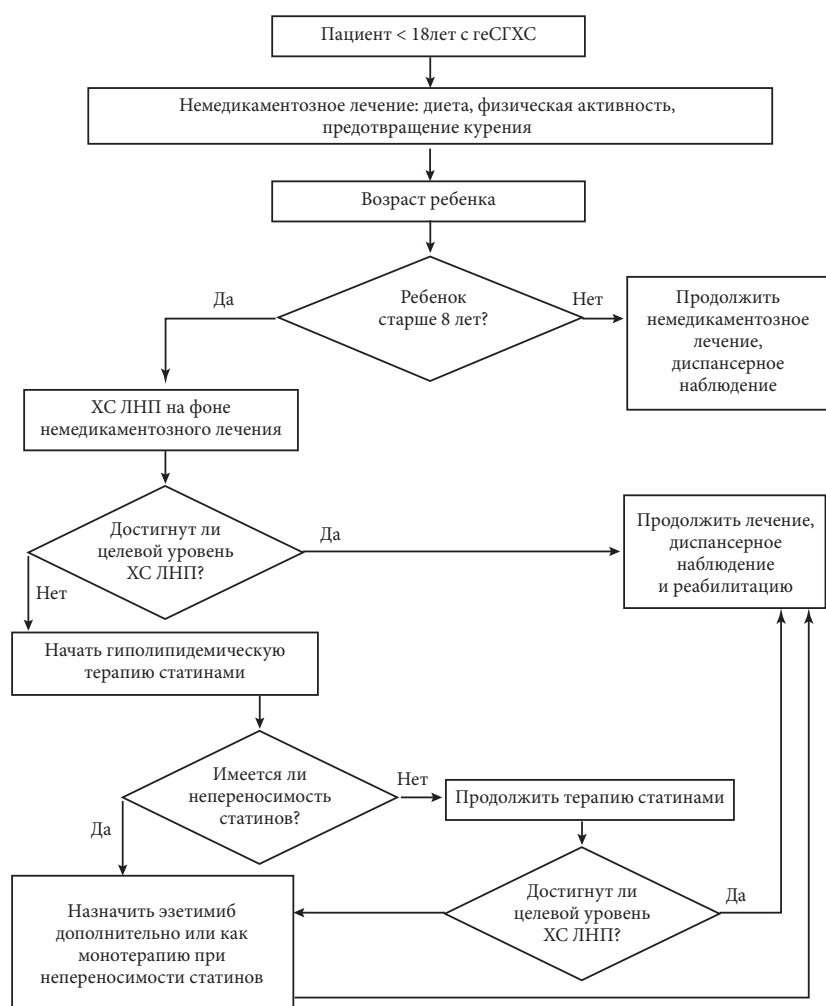 Пациент < 18лет с геСГХС
Немедикаментозное лечение: диета, физическая активность,
предотвращение курения
Возраст ребенка
Да
Ребенок
старше 8 лет?
Нет
Продолжить
немедикаментозное
лечение,
диспансерное
наблюдение
ХС ЛНП на фоне
немедикаментозного лечения
Достигнут ли
целевой уровень
ХС ЛНП?
Да
Продолжить лечение,
диспансерное
наблюдение
и реабилитацию
Нет
Начать гиполипидемическую
терапию статинами
Имеется ли
непереносимость
статинов?
Нет
Продолжить терапию статинами
Да
Достигнут ли
целевой уровень
ХС ЛНП?
Да
Назначить эзетимиб
дополнительно или как
монотерапию при
непереносимости статинов